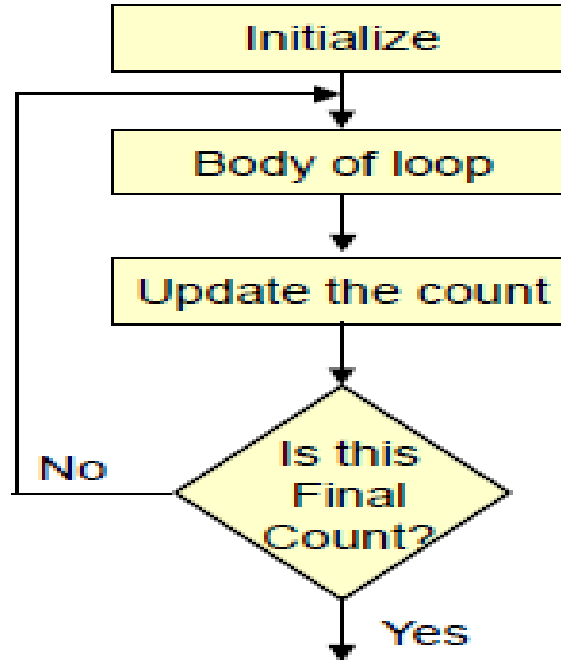 Initialize
Body of loop
Update the count
Is this
Final
Count?
No
Yes